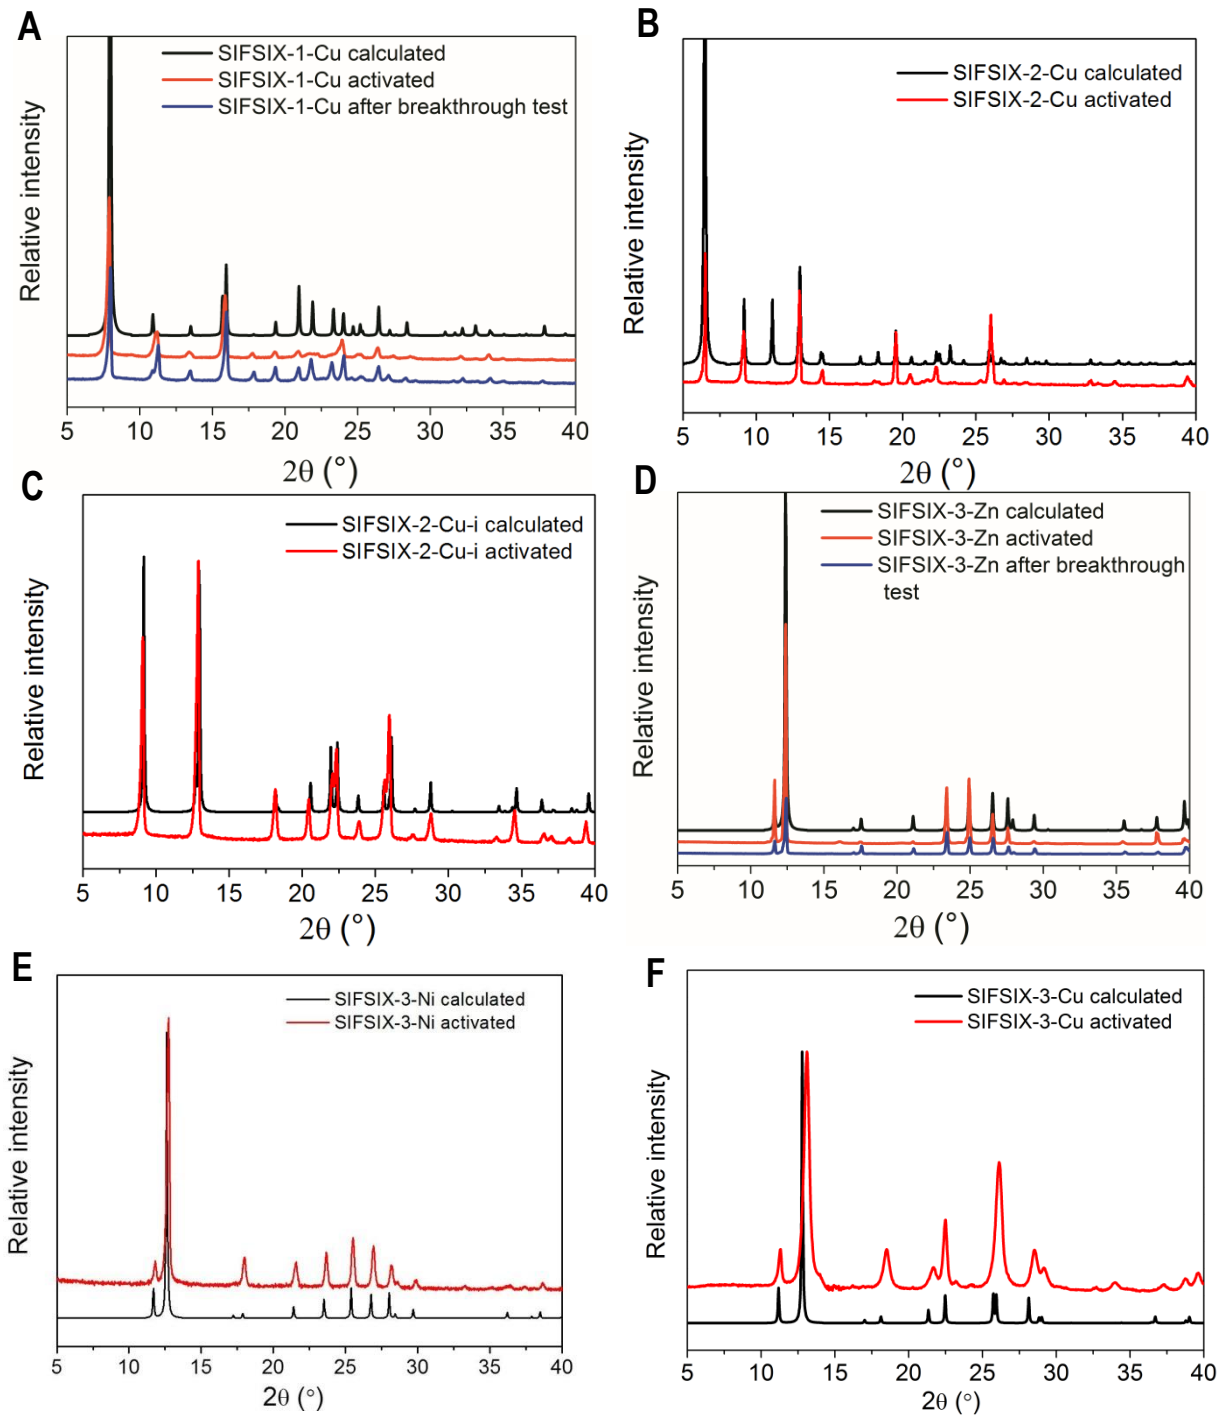 A
SIFSIX-1-Cu calculated
SIFSIX-1-Cu activated
SIFSIX-1-Cu after breakthrough test
Relative intensity
5 10 15 20 25 30 35 40
2θ (°)
B
SIFSIX-2-Cu calculated
SIFSIX-2-Cu activated
Relative intensity
5 10 15 20 25 30 35 40
2θ (°)
C
SIFSIX-2-Cu-i calculated
SIFSIX-2-Cu-i activated
Relative intensity
5 10 15 20 25 30 35 40
2θ (°)
D
SIFSIX-3-Zn calculated
SIFSIX-3-Zn activated
SIFSIX-3-Zn after breakthrough
test
Relative intensity
5 10 15 20 25 30 35 40
2θ (°)
E
SIFSIX-3-Ni calculated
SIFSIX-3-Ni activated
Relative intensity
5 10 15 20 25 30 35 40
2θ (°)
F
SIFSIX-3-Cu calculated
SIFSIX-3-Cu activated
Relative intensity
5 10 15 20 25 30 35 40
2θ (°)